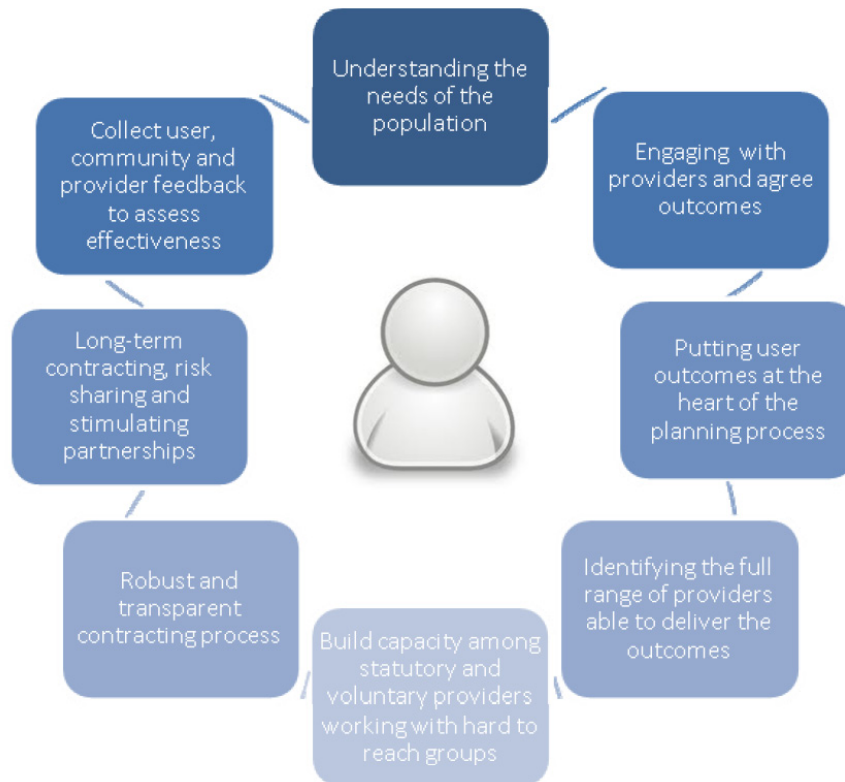 Understanding the
needs of the
population
Engaging with
providers and agree
outcomes
Putting user
outcomes at the
heart of the
planning process
Identifying the full
range of providers
able to deliver the
outcomes
Build capacity among
statutory and
voluntary providers
working with hard to
reach groups
Robust and
transparent
contracting process
Long-term
contracting, risk
sharing and
stimulating
partnerships
Collect user,
community and
provider feedback
to assess
effectiveness